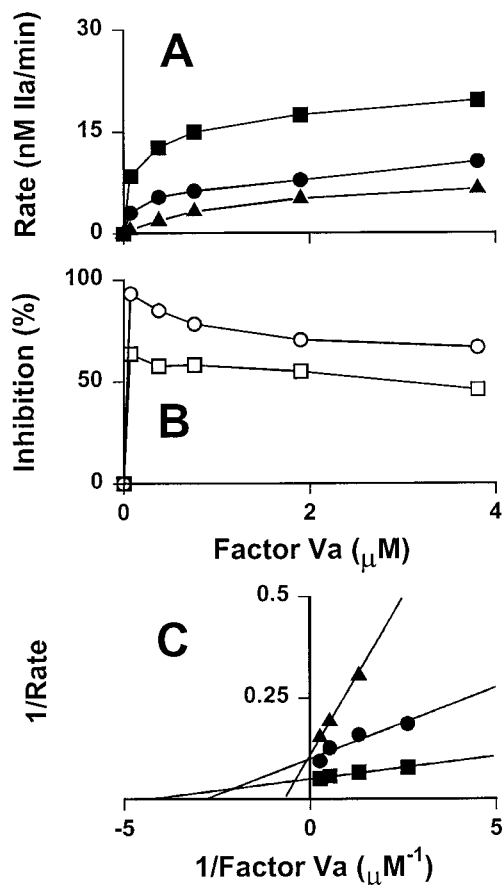 30
A
15
0
Rate (nM IIa/min)
100
50
0
Inhibition (%)
B
0 2 4
Factor Va (μM)
0.5
C
0.25
1/Rate
-5 0 5
1/Factor Va (μM⁻¹)